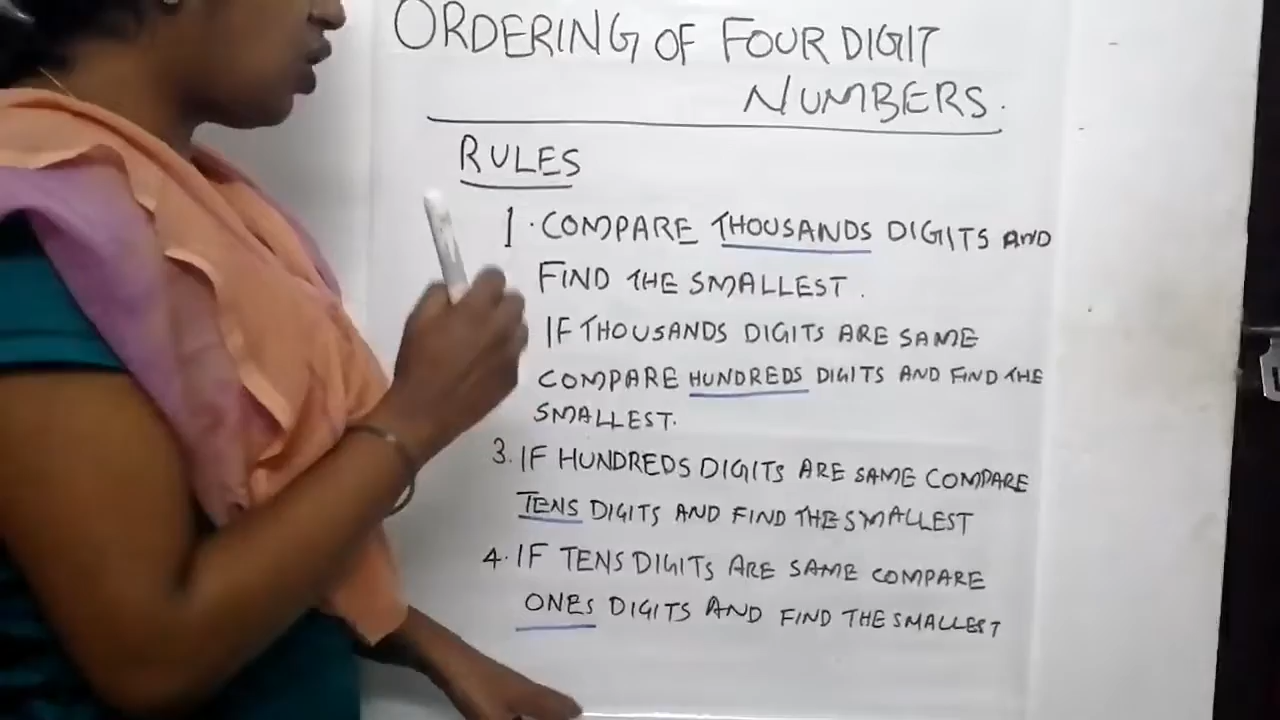 ORDERING OF FOUR DIGIT
NUMBERS.
RULES
1. COMPARE THOUSANDS DIGITS AND
FIND THE SMALLEST.
IF THOUSANDS DIGITS ARE SAME
COMPARE HUNDREDS DIGITS AND FIND THE
SMALLEST.
3. IF HUNDREDS DIGITS ARE SAME COMPARE
TENS DIGITS AND FIND THE SMALLEST
4. IF TENS DIGITS ARE SAME COMPARE
ONES DIGITS AND FIND THE SMALLEST